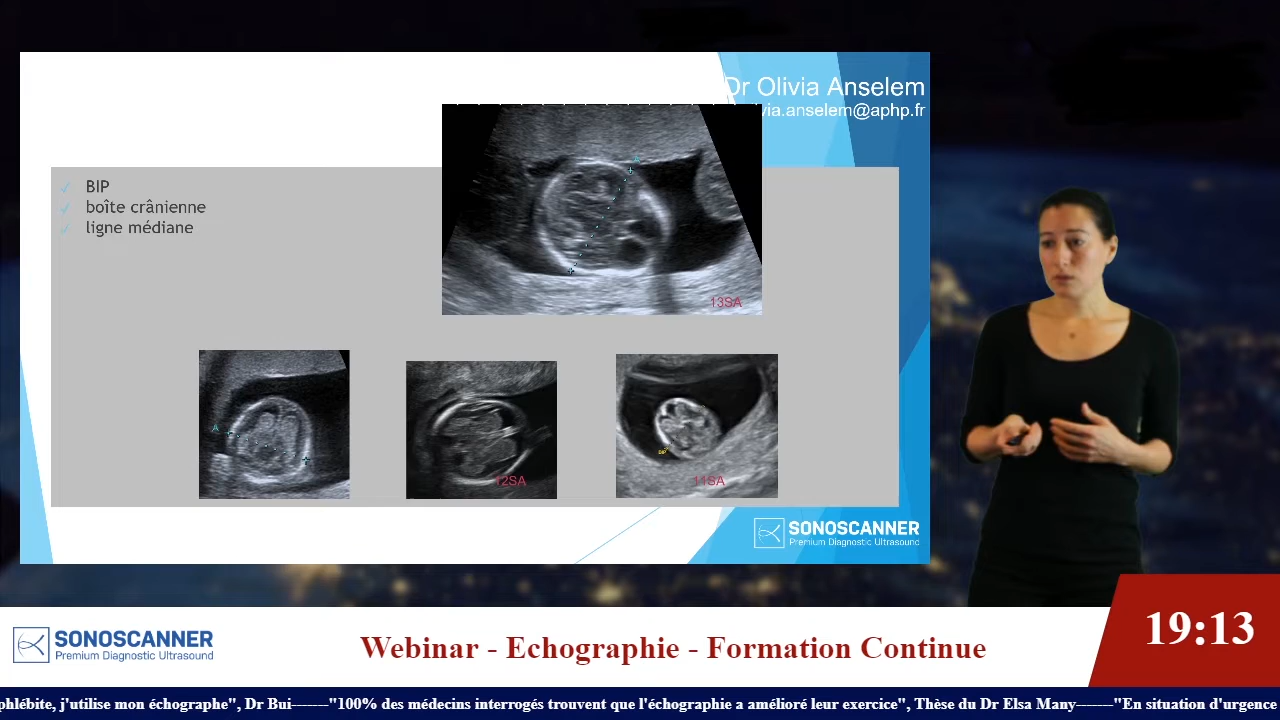 Dr Olivia Anselem
via.anselem@aphp.fr
✓ BIP
✓ boîte crânienne
✓ ligne médiane
A
13SA
A
12SA
BIP
11SA
SONOSCANNER
Premium Diagnostic Ultrasound
SONOSCANNER
Premium Diagnostic Ultrasound
Webinar - Echographie - Formation Continue
19:13
phlébite, j'utilise mon échographe", Dr Bui-------"100% des médecins interrogés trouvent que l'échographie a amélioré leur exercice", Thèse du Dr Elsa Many-------"En situation d'urgence